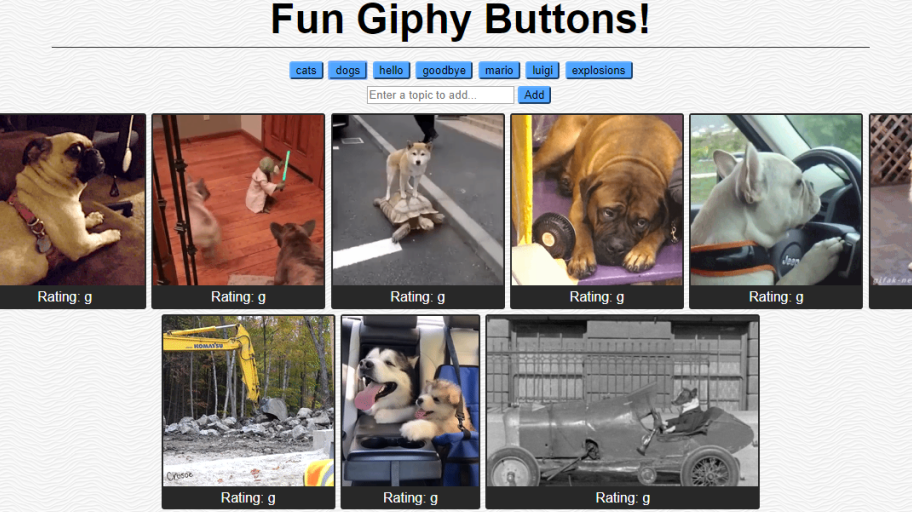 Fun Giphy Buttons!
cats dogs hello goodbye mario luigi explosions
Enter a topic to add... Add
Jeep
Rating: g Rating: g Rating: g Rating: g Rating: g
KOMATSU
Rating: g Rating: g Rating: g